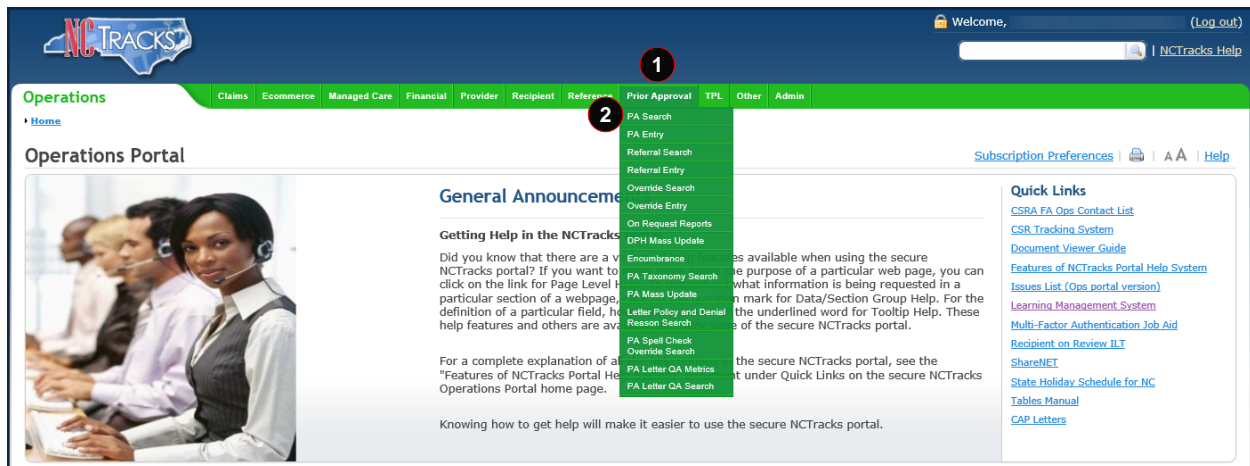 NCTRACKS
Welcome, (Log out)
| NCTracks Help
1
Operations
Claims Ecommerce Managed Care Financial Provider Recipient Reference Prior Approval TPL Other Admin
2
Home
PA Search
PA Entry
Referral Search
Referral Entry
Override Search
Override Entry
On Request Reports
DPH Mass Update
Encumbrance
PA Taxonomy Search
PA Mass Update
Letter Policy and Denial
Reason Search
PA Spell Check
Override Search
PA Letter QA Metrics
PA Letter QA Search
Operations Portal
Subscription Preferences | | A A | Help
General Announceme
Getting Help in the NCTracks
Did you know that there are a v features available when using the secure
NCTracks portal? If you want to the purpose of a particular web page, you can
click on the link for Page Level H what information is being requested in a
particular section of a webpage, n mark for Data/Section Group Help. For the
definition of a particular field, ho the underlined word for Tooltip Help. These
help features and others are ava of the secure NCTracks portal.
For a complete explanation of al the secure NCTracks portal, see the
"Features of NCTracks Portal He t under Quick Links on the secure NCTracks
Operations Portal home page.
Knowing how to get help will make it easier to use the secure NCTracks portal.
Quick Links
CSRA FA Ops Contact List
CSR Tracking System
Document Viewer Guide
Features of NCTracks Portal Help System
Issues List (Ops portal version)
Learning Management System
Multi-Factor Authentication Job Aid
Recipient on Review ILT
ShareNET
State Holiday Schedule for NC
Tables Manual
CAP Letters